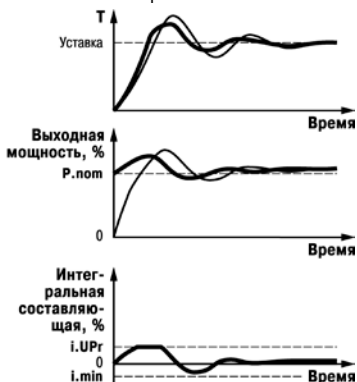 T
Уставка
Время
Выходная
мощность, %
P.nom
0
Время
Интег-
ральная
составляю-
щая, %
Время
i.UPr
0
i.min